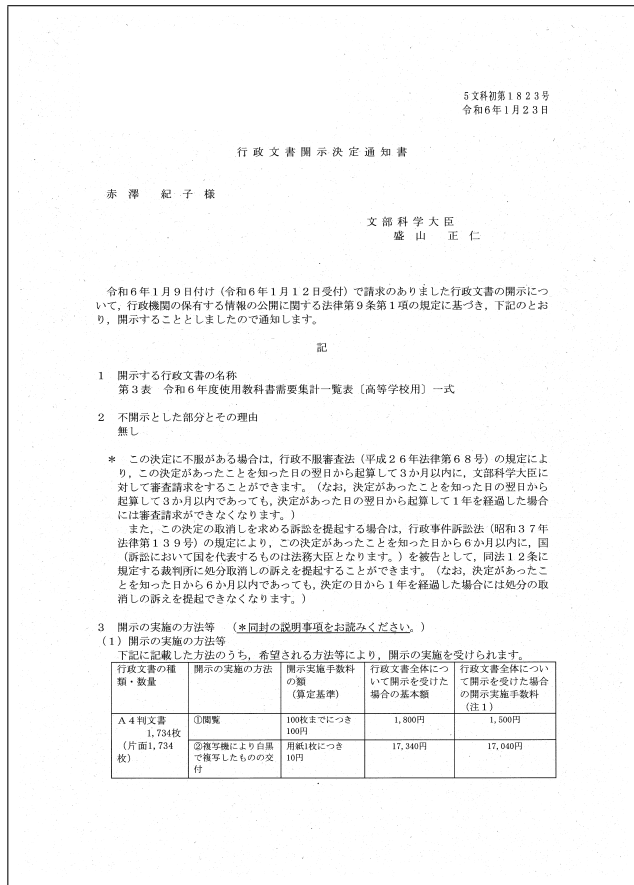 5文科初第1823号
令和6年1月23日
行政文書開示決定通知書
赤澤 紀子 様
文部科学大臣
盛山 正仁
令和6年1月9日付け(令和6年1月12日受付)で請求のありました行政文書の開示につ
いて,行政機関の保有する情報の公開に関する法律第9条第1項の規定に基づき,下記のとお
り,開示することとしましたので通知します。
記
1 開示する行政文書の名称
第3表 令和6年度使用教科書需要集計一覧表〔高等学校用〕一式
2 不開示とした部分とその理由
無し
* この決定に不服がある場合は,行政不服審査法(平成26年法律第68号)の規定によ
り,この決定があったことを知った日の翌日から起算して3か月以内に,文部科学大臣に
対して審査請求をすることができます。(なお,決定があったことを知った日の翌日から
起算して3か月以内であっても,決定があった日の翌日から起算して1年を経過した場合
には審査請求ができなくなります。)
また,この決定の取消しを求める訴訟を提起する場合は,行政事件訴訟法(昭和37年
法律第139号)の規定により,この決定があったことを知った日から6か月以内に,国
(訴訟において国を代表するものは法務大臣となります。)を被告として,同法12条に
規定する裁判所に処分取消しの訴えを提起することができます。(なお,決定があったこ
とを知った日から6か月以内であっても,決定の日から1年を経過した場合には処分の取
消しの訴えを提起できなくなります。)
3 開示の実施の方法等 (*同封の説明事項をお読みください。)
(1)開示の実施の方法等
下記に記載した方法のうち,希望される方法等により,開示の実施を受けられます。
行政文書の種類・数量 開示の実施の方法 開示実施手数料の額(算定基準) 行政文書全体について開示を受けた場合の基本額 行政文書全体について開示を受けた場合の開示実施手数料(注1)
A4判文書 1,734枚(片面1,734枚) ①閲覧 100枚までにつき100円 1,800円 1,500円
②複写機により白黒で複写したものの交付 用紙1枚につき10円 17,340円 17,040円